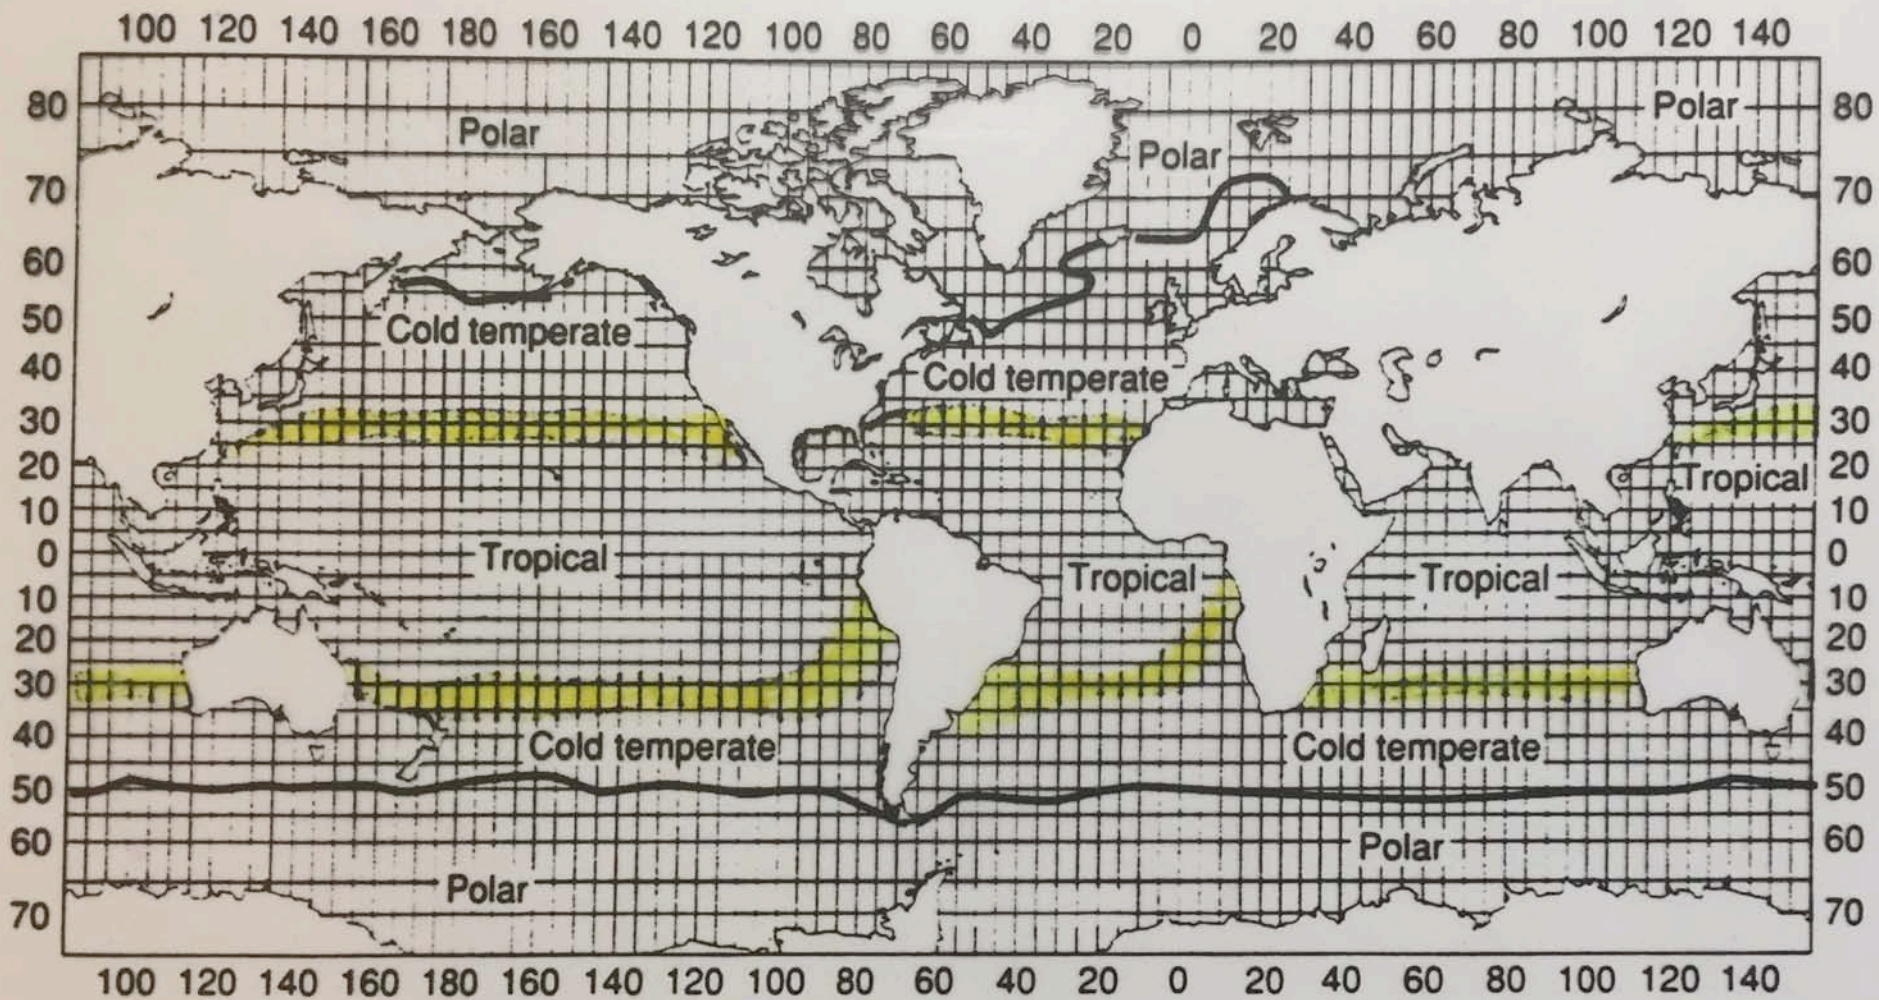 100 120 140 160 180 160 140 120 100 80 60 40 20 0 20 40 60 80 100 120 140
80 Polar Polar 80
Polar
70 70
60 60
50 Cold temperate 50
40 Cold temperate 40
30 30
20 Tropical 20
10 10
0 Tropical 0
Tropical Tropical
10 10
20 20
30 30
40 Cold temperate Cold temperate 40
50 50
60 Polar 60
Polar
70 70
100 120 140 160 180 160 140 120 100 80 60 40 20 0 20 40 60 80 100 120 140